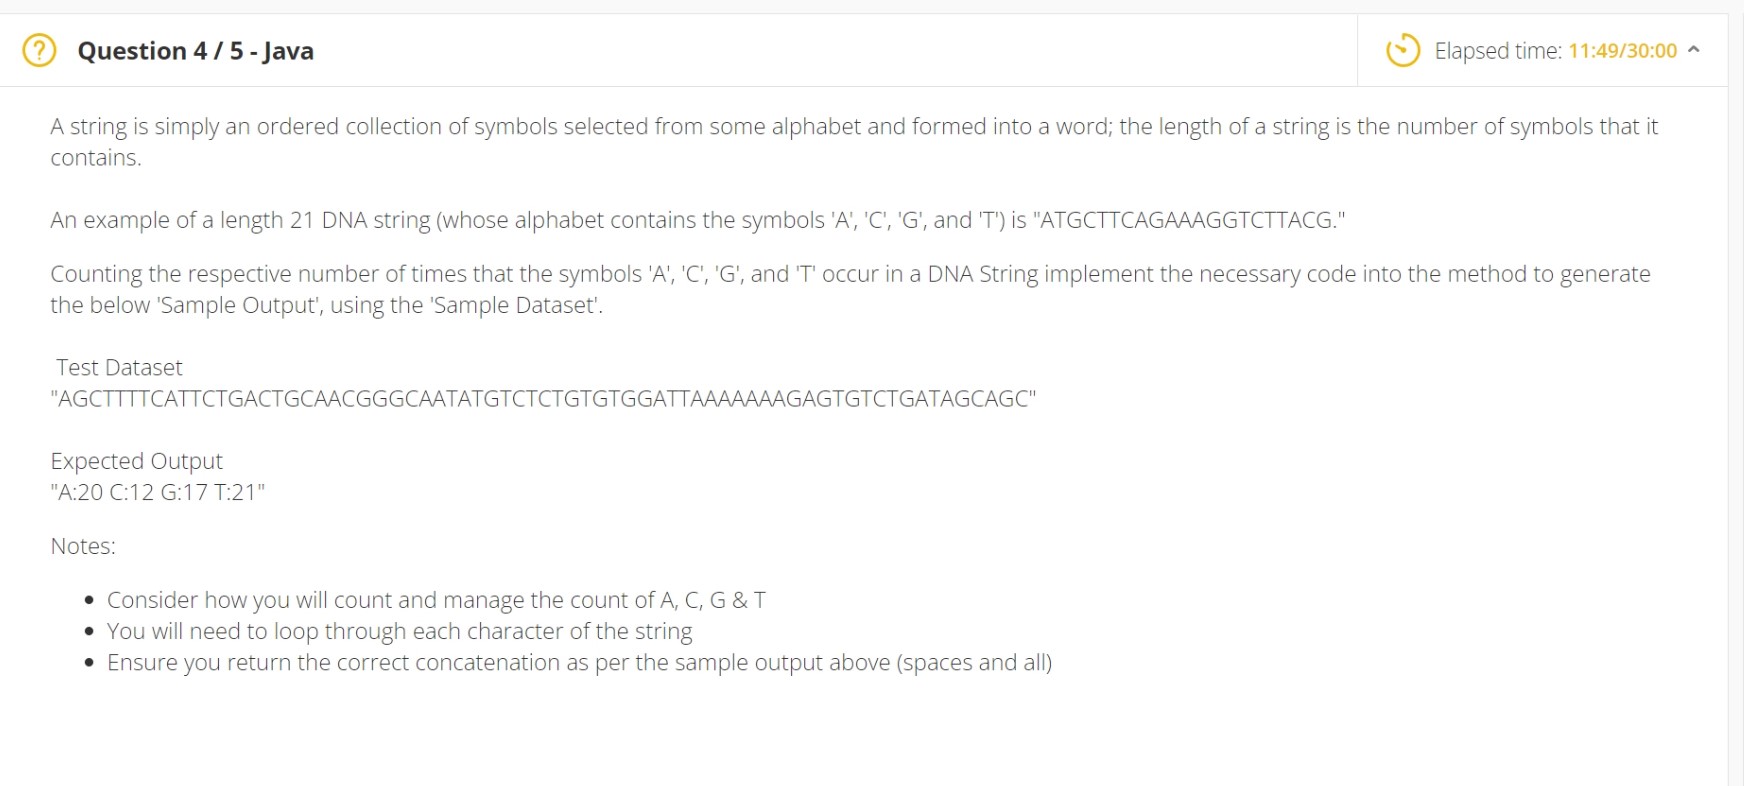 Question 4 / 5 - Java
Elapsed time: 11:49/30:00
A string is simply an ordered collection of symbols selected from some alphabet and formed into a word; the length of a string is the number of symbols that it
contains.
An example of a length 21 DNA string (whose alphabet contains the symbols 'A', 'C', 'G', and 'T') is "ATGCTTCAGAAAGGTCTTACG."
Counting the respective number of times that the symbols 'A', 'C', 'G', and 'T' occur in a DNA String implement the necessary code into the method to generate
the below 'Sample Output', using the 'Sample Dataset'.
Test Dataset
"AGCTTTTCATTCTGACTGCAACGGGCAATATGTCTCTGTGTGGATTAAAAAAAGAGTGTCTGATAGCAGC"
Expected Output
"A:20 C:12 G:17 T:21"
Notes:
• Consider how you will count and manage the count of A, C, G & T
• You will need to loop through each character of the string
• Ensure you return the correct concatenation as per the sample output above (spaces and all)